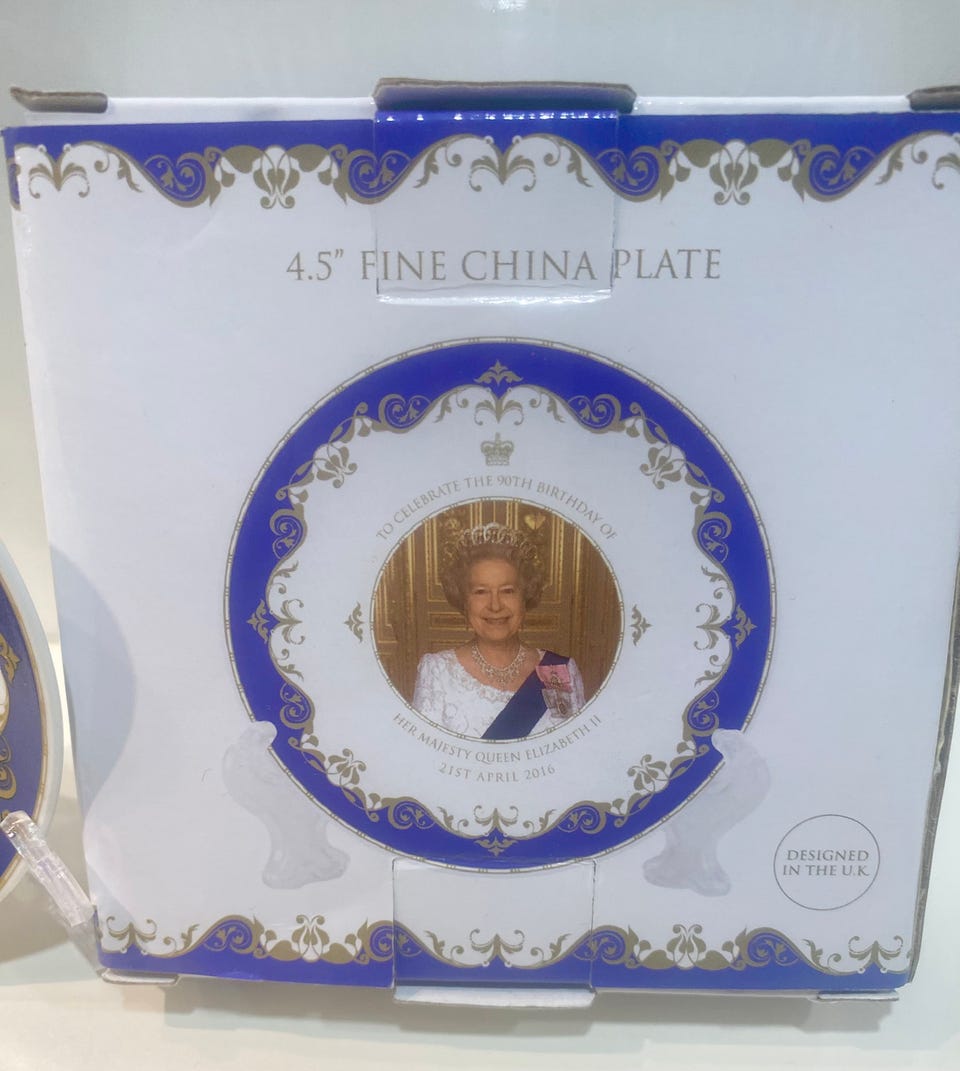 4.5” FINE CHINA PLATE
TO CELEBRATE THE 90TH BIRTHDAY OF
HER MAJESTY QUEEN ELIZABETH II
21ST APRIL 2016
DESIGNED
IN THE U.K.